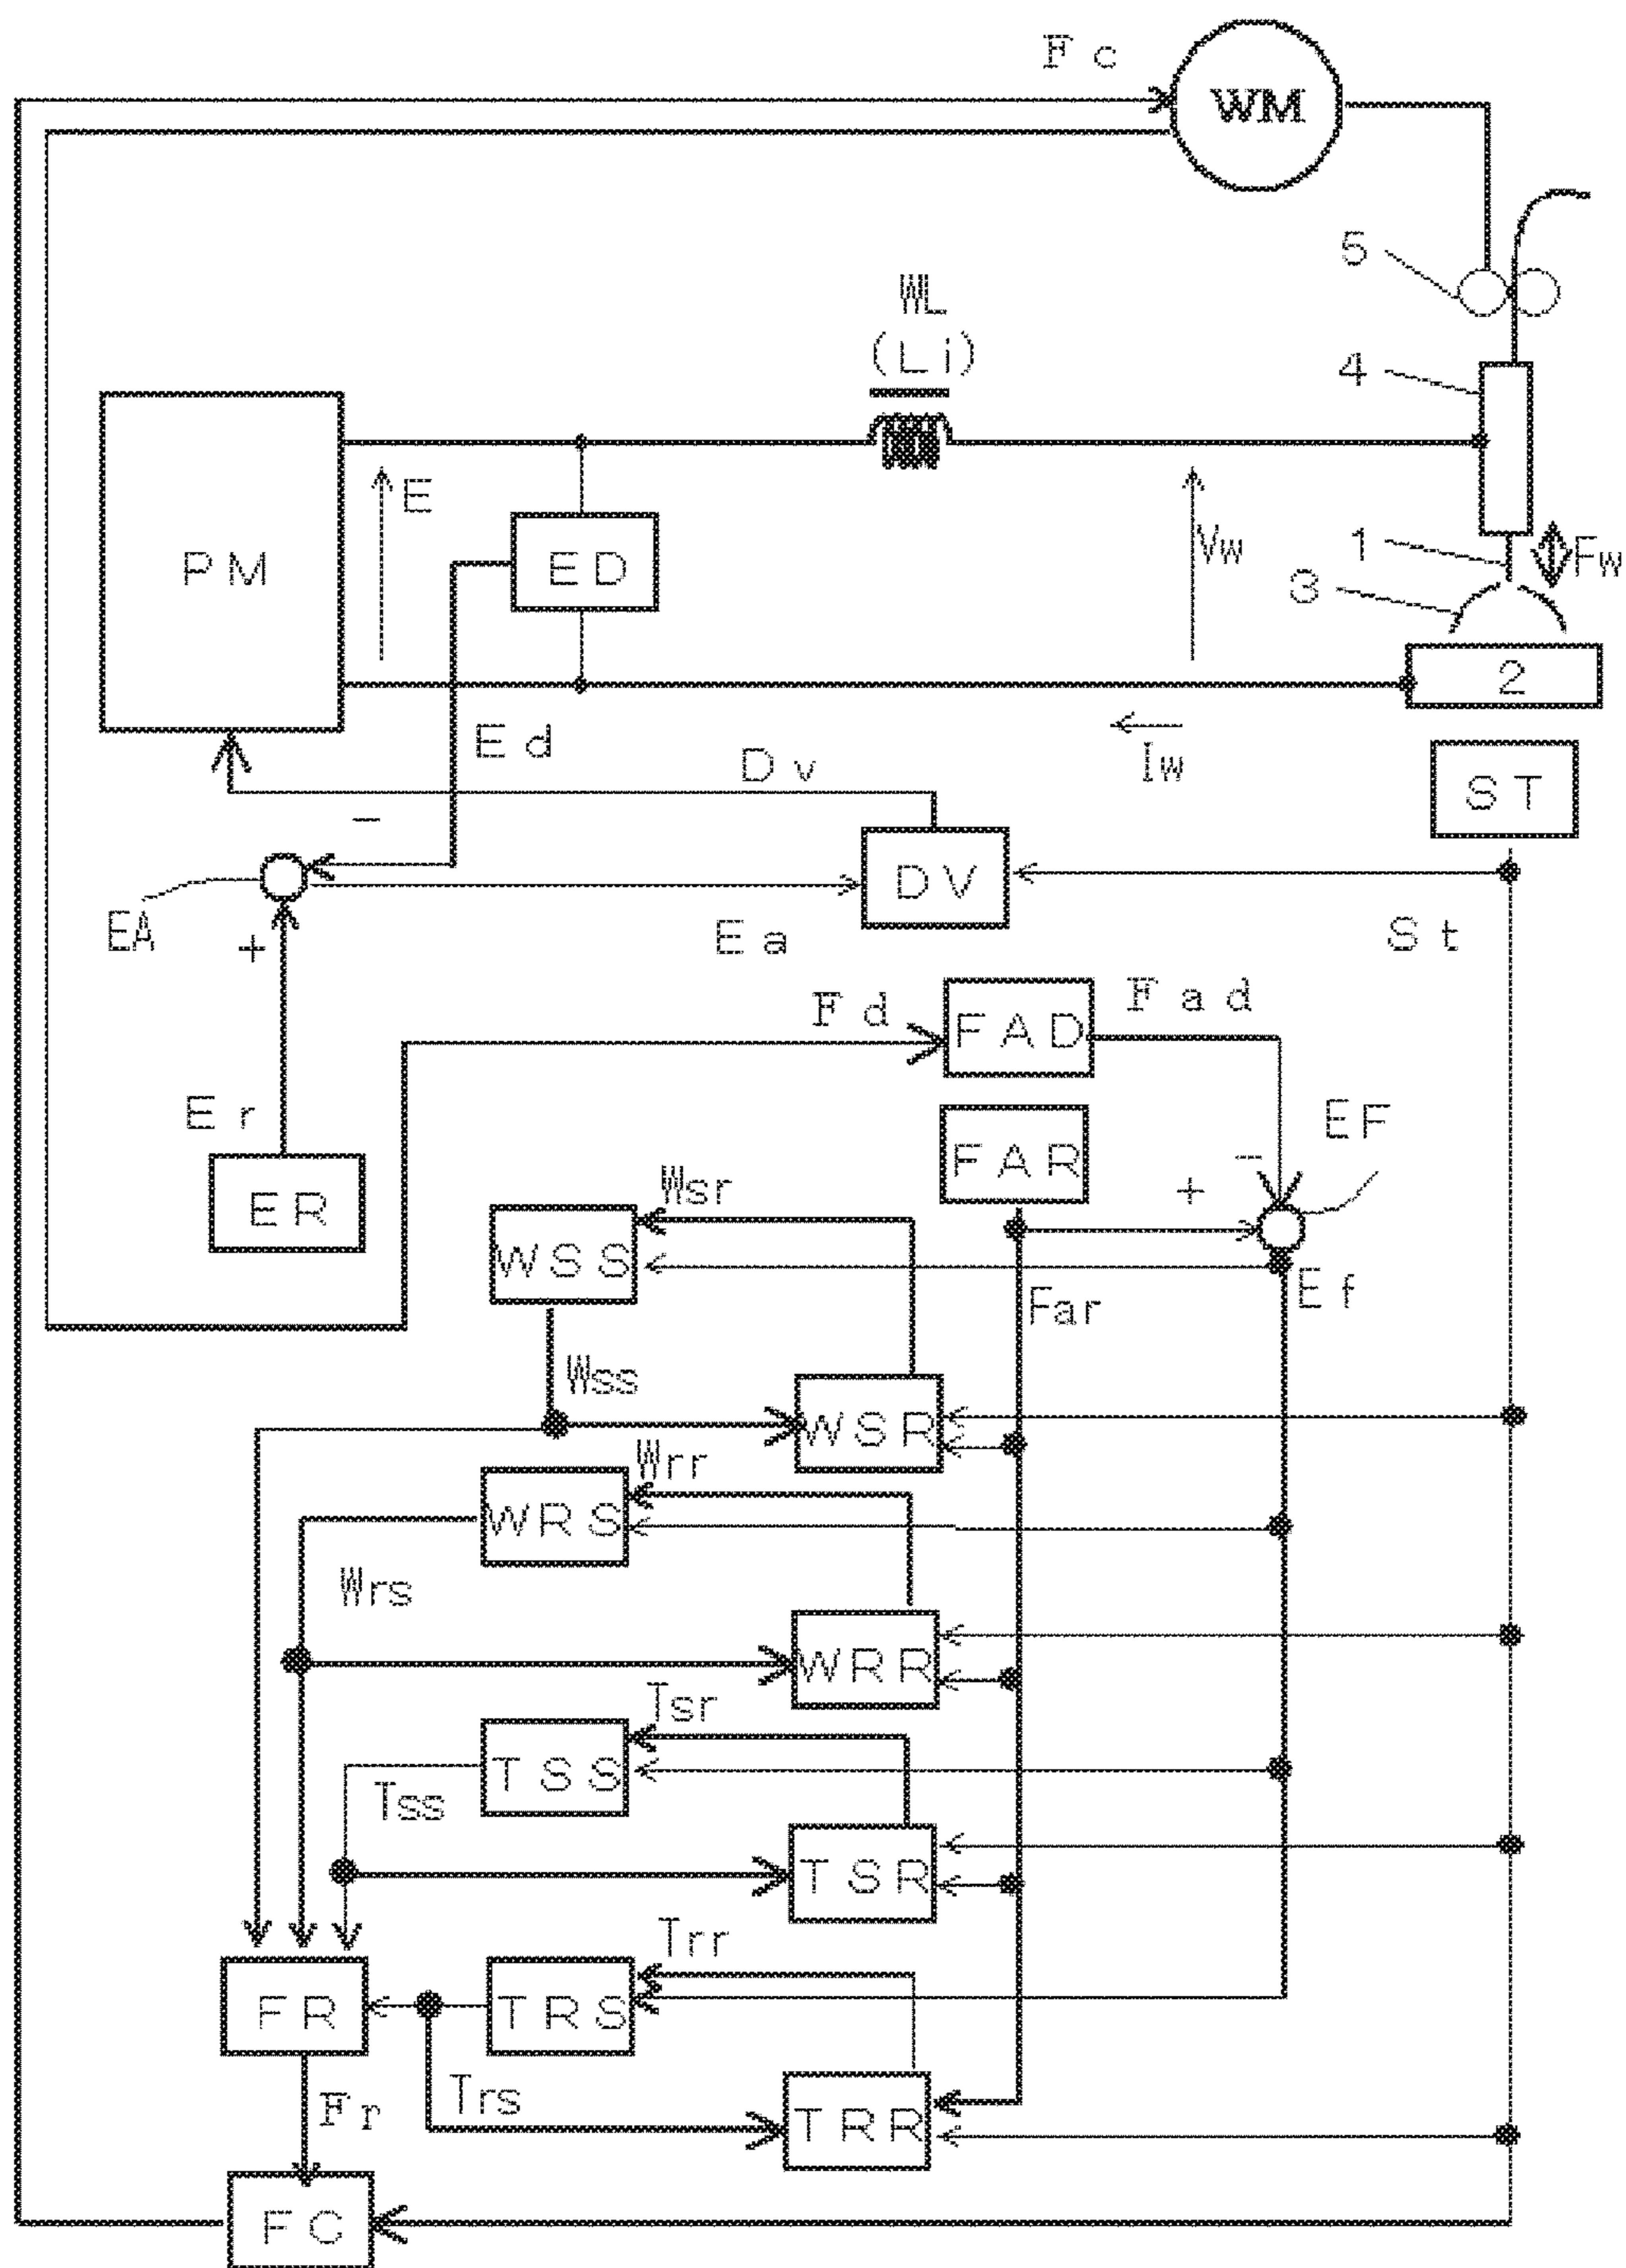 Fc
WM
5
WL
(Li)
4
E
PM
ED
Vw
1
Fw
3
2
Ed
Dv
Iw
ST
−
DV
EA
+
Ea
St
Fd
FAD
Fad
Er
FAR
EF
−
ER
Wsr
+
WSS
Far
Ef
Wss
WSR
Wrr
WRS
Wrs
WRR
Tsr
TSS
Tss
TSR
Trr
FR
TRS
Fr
Trs
TRR
FC